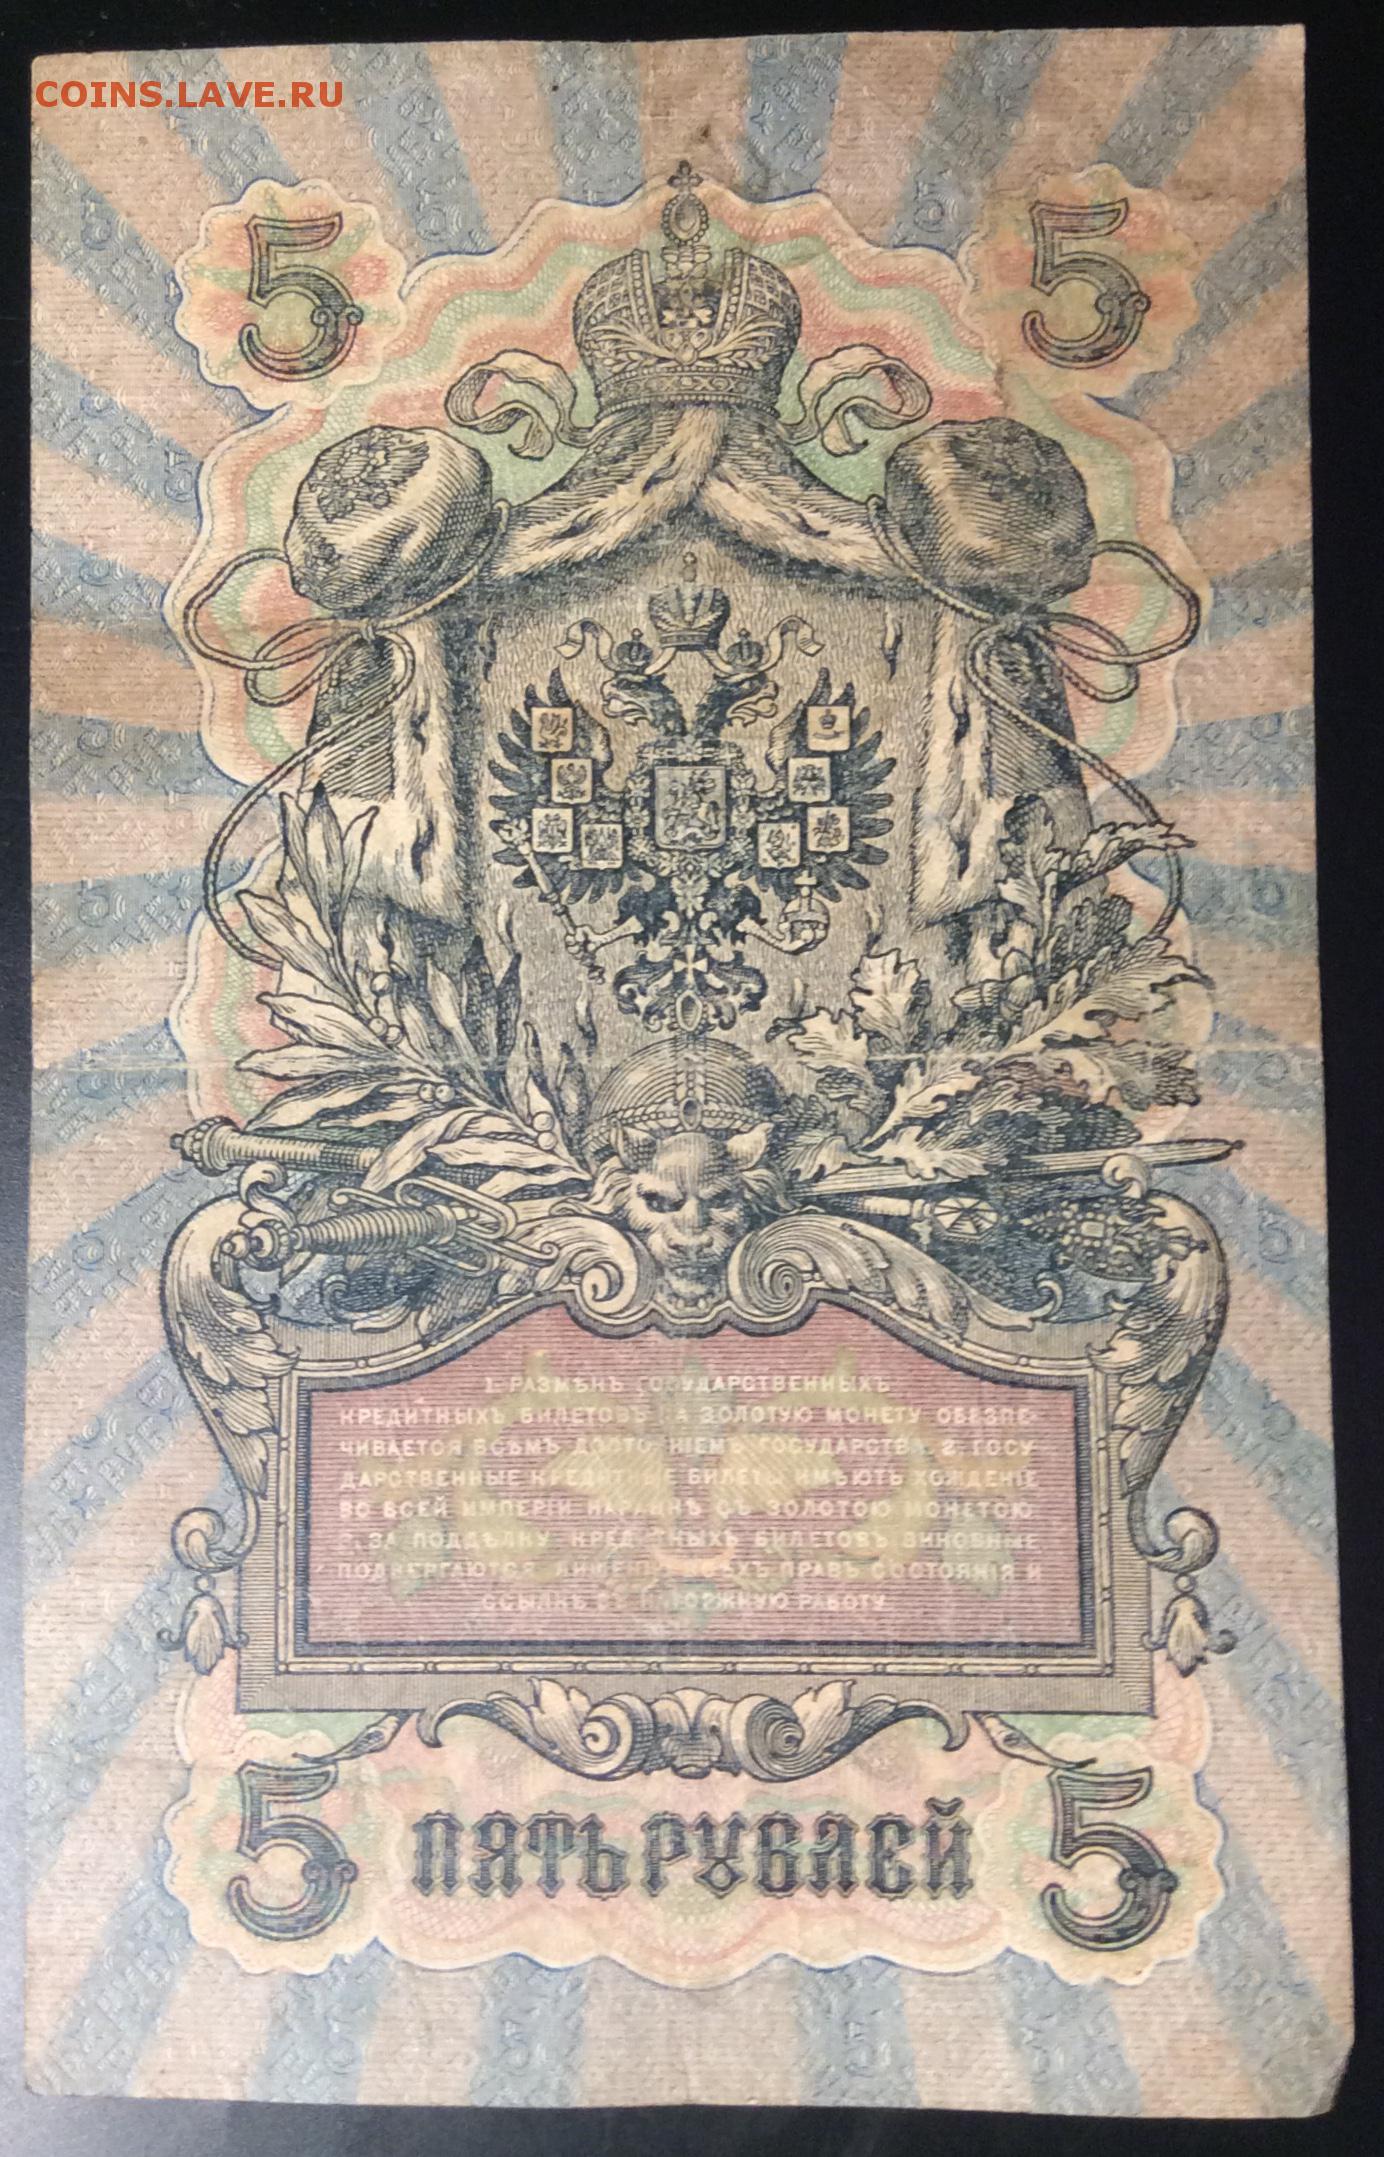 COINS.LAVE.RU
5 5
1. РАЗМѢНЪ ГОСУДАРСТВЕННЫХЪ
КРЕДИТНЫХЪ БИЛЕТОВЪ НА ЗОЛОТУЮ МОНЕТУ ОБЕЗПЕ-
ЧИВАЕТСЯ ВСѢМЪ ДОСТОЯНІЕМЪ ГОСУДАРСТВА. 2. ГОСУ-
ДАРСТВЕННЫЕ КРЕДИТНЫЕ БИЛЕТЫ ИМѢЮТЪ ХОЖДЕНІЕ
ВО ВСЕЙ ИМПЕРІИ НАРАВНѢ СЪ ЗОЛОТОЮ МОНЕТОЮ.
3. ЗА ПОДДѢЛКУ КРЕДИТНЫХЪ БИЛЕТОВЪ ВИНОВНЫЕ
ПОДВЕРГАЮТСЯ ЛИШЕНІЮ ВСѢХЪ ПРАВЪ СОСТОЯНІЯ И
ССЫЛКѢ ВЪ КАТОРЖНУЮ РАБОТУ.
5 ПЯТЬ РУБЛЕЙ 5